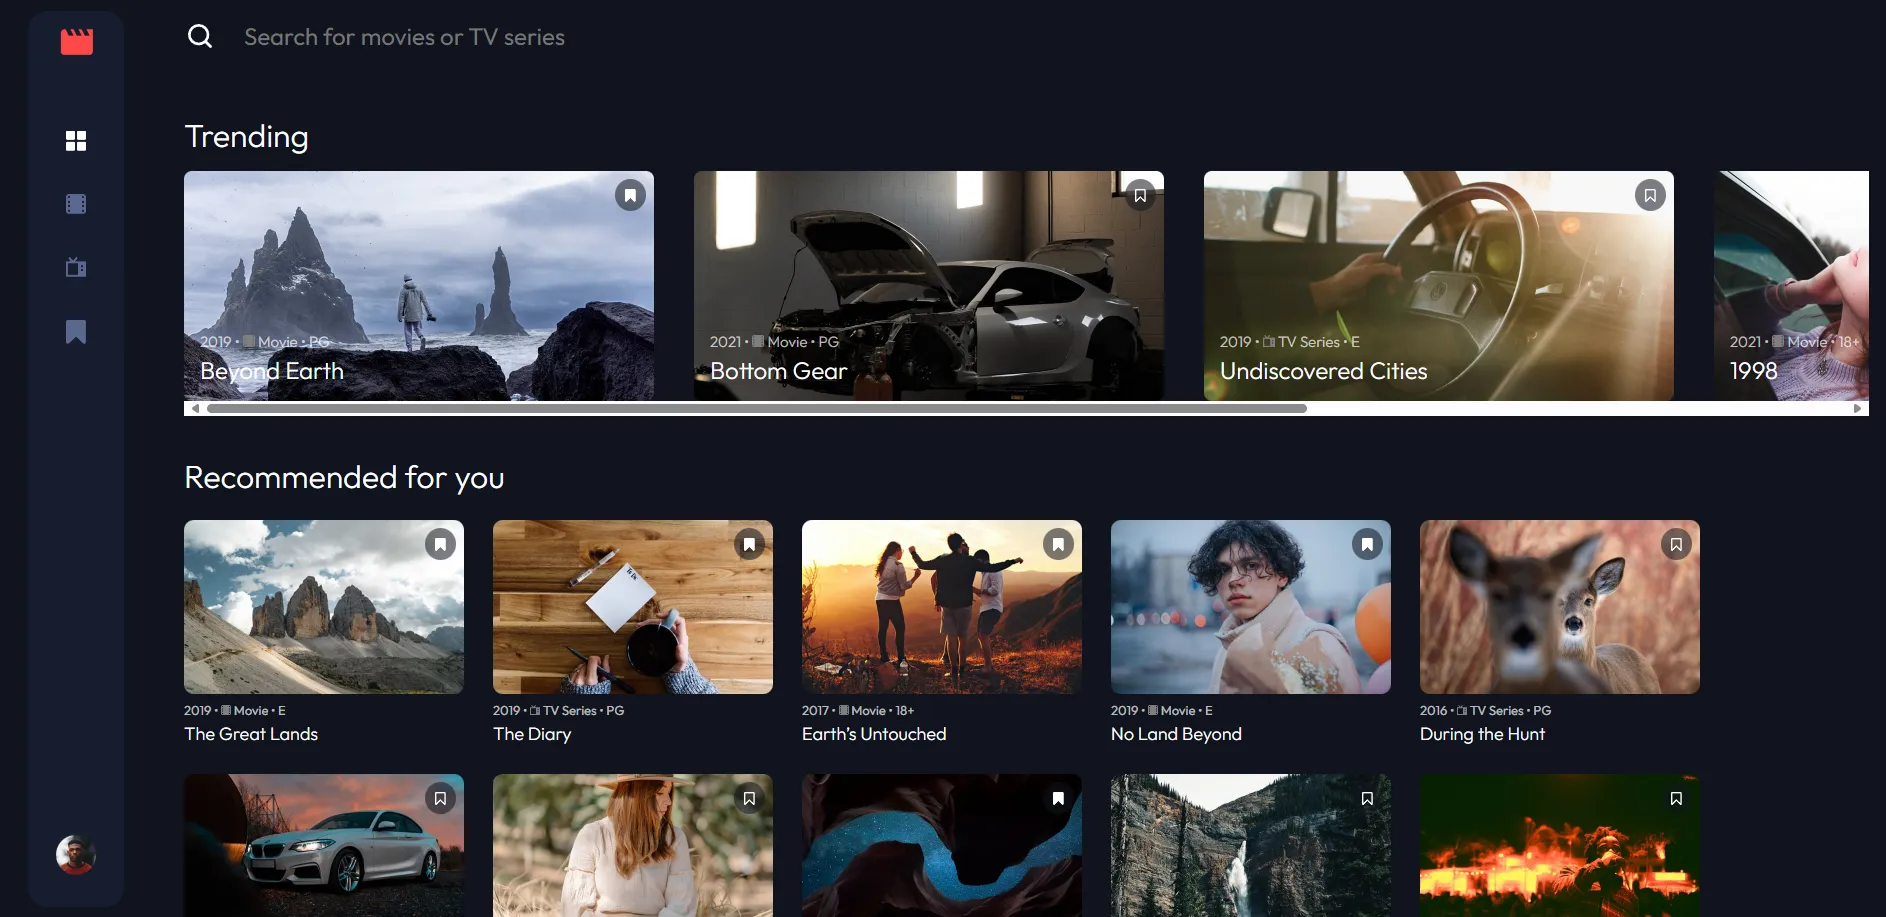 Search for movies or TV series
Trending
2019 • Movie • PG
Beyond Earth
2021 • Movie • PG
Bottom Gear
2019 • TV Series • E
Undiscovered Cities
2021 • Movie • 18+
1998
Recommended for you
2019 • Movie • E
The Great Lands
2019 • TV Series • PG
The Diary
2017 • Movie • 18+
Earth's Untouched
2019 • Movie • E
No Land Beyond
2016 • TV Series • PG
During the Hunt